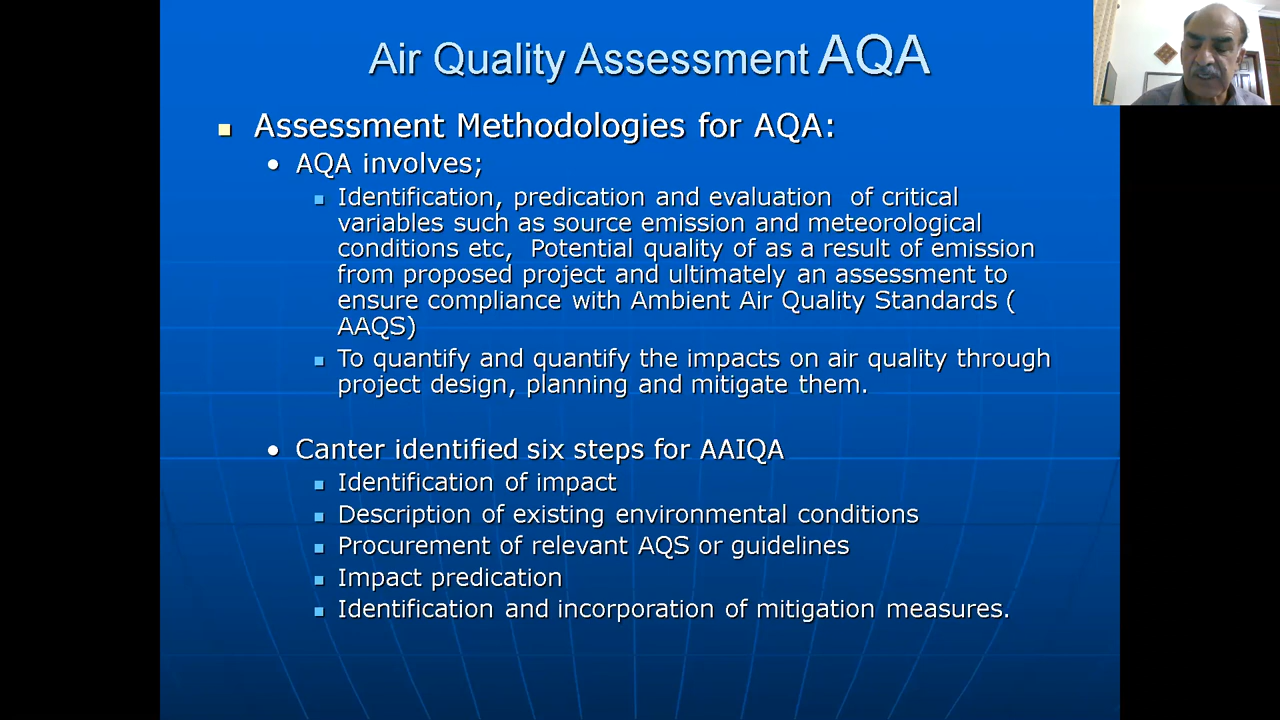 Air Quality Assessment AQA
Assessment Methodologies for AQA:
AQA involves;
Identification, predication and evaluation of critical
variables such as source emission and meteorological
conditions etc, Potential quality of as a result of emission
from proposed project and ultimately an assessment to
ensure compliance with Ambient Air Quality Standards (
AAQS)
To quantify and quantify the impacts on air quality through
project design, planning and mitigate them.
Canter identified six steps for AAIQA
Identification of impact
Description of existing environmental conditions
Procurement of relevant AQS or guidelines
Impact predication
Identification and incorporation of mitigation measures.